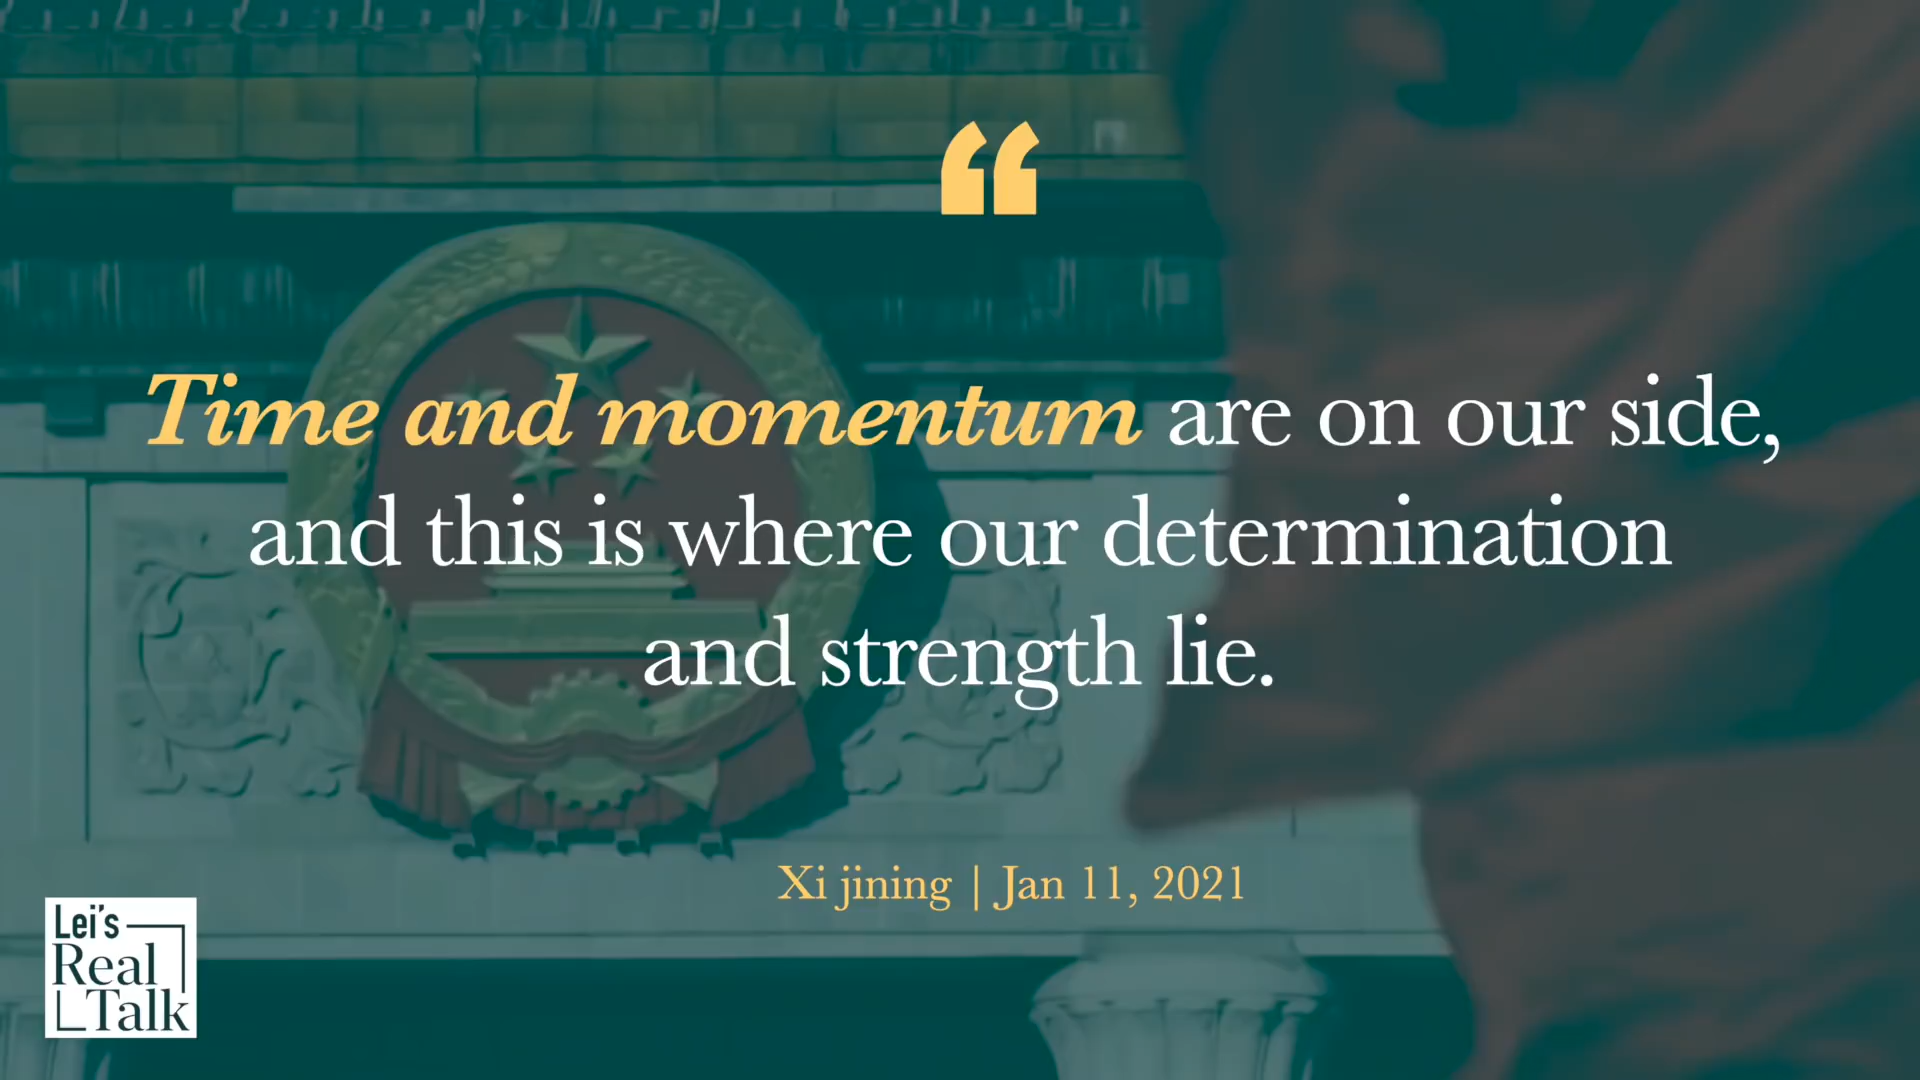 “
Time and momentum are on our side,
and this is where our determination
and strength lie.
Xi jining | Jan 11, 2021
Lei's
Real
Talk